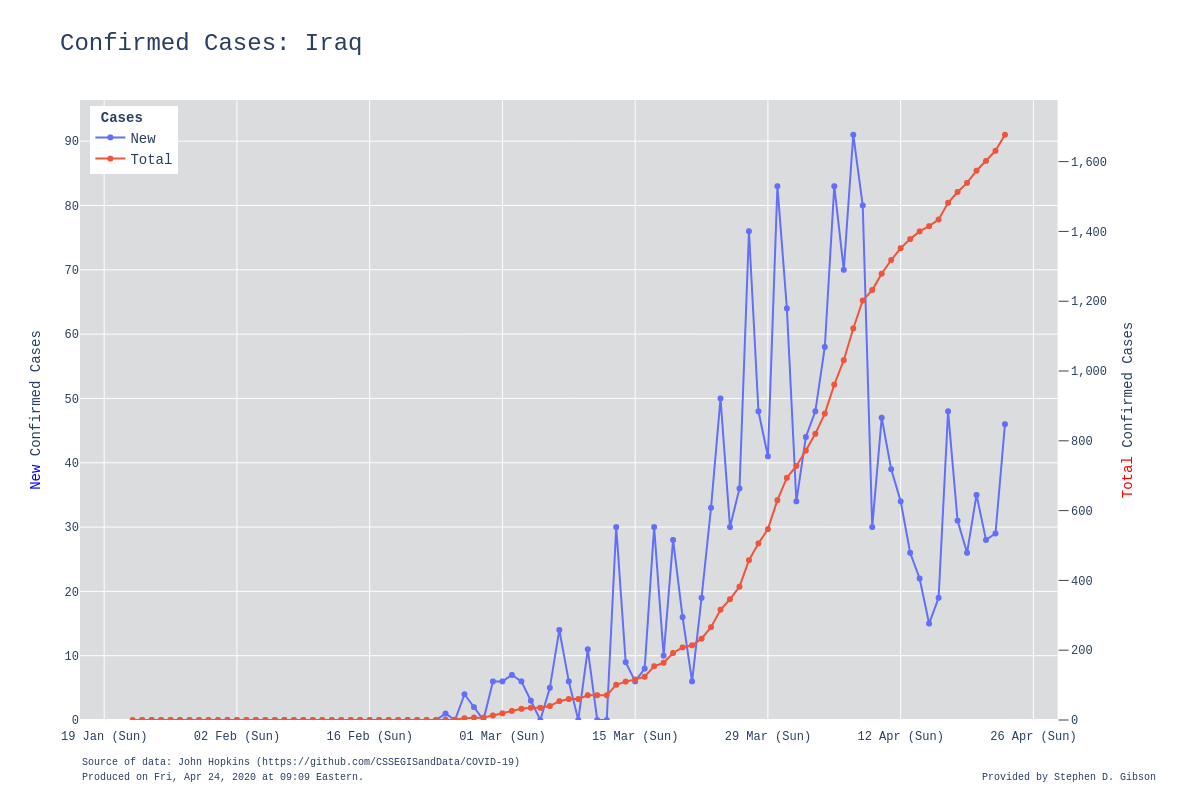 Confirmed Cases: Iraq
Cases
New
Total
90
80
70
60
50
40
30
20
10
0
New Confirmed Cases
1,600
1,400
1,200
1,000
800
600
400
200
0
Total Confirmed Cases
19 Jan (Sun) 02 Feb (Sun) 16 Feb (Sun) 01 Mar (Sun) 15 Mar (Sun) 29 Mar (Sun) 12 Apr (Sun) 26 Apr (Sun)
Source of data: John Hopkins (https://github.com/CSSEGISandData/COVID-19)
Produced on Fri, Apr 24, 2020 at 09:09 Eastern.
Provided by Stephen D. Gibson